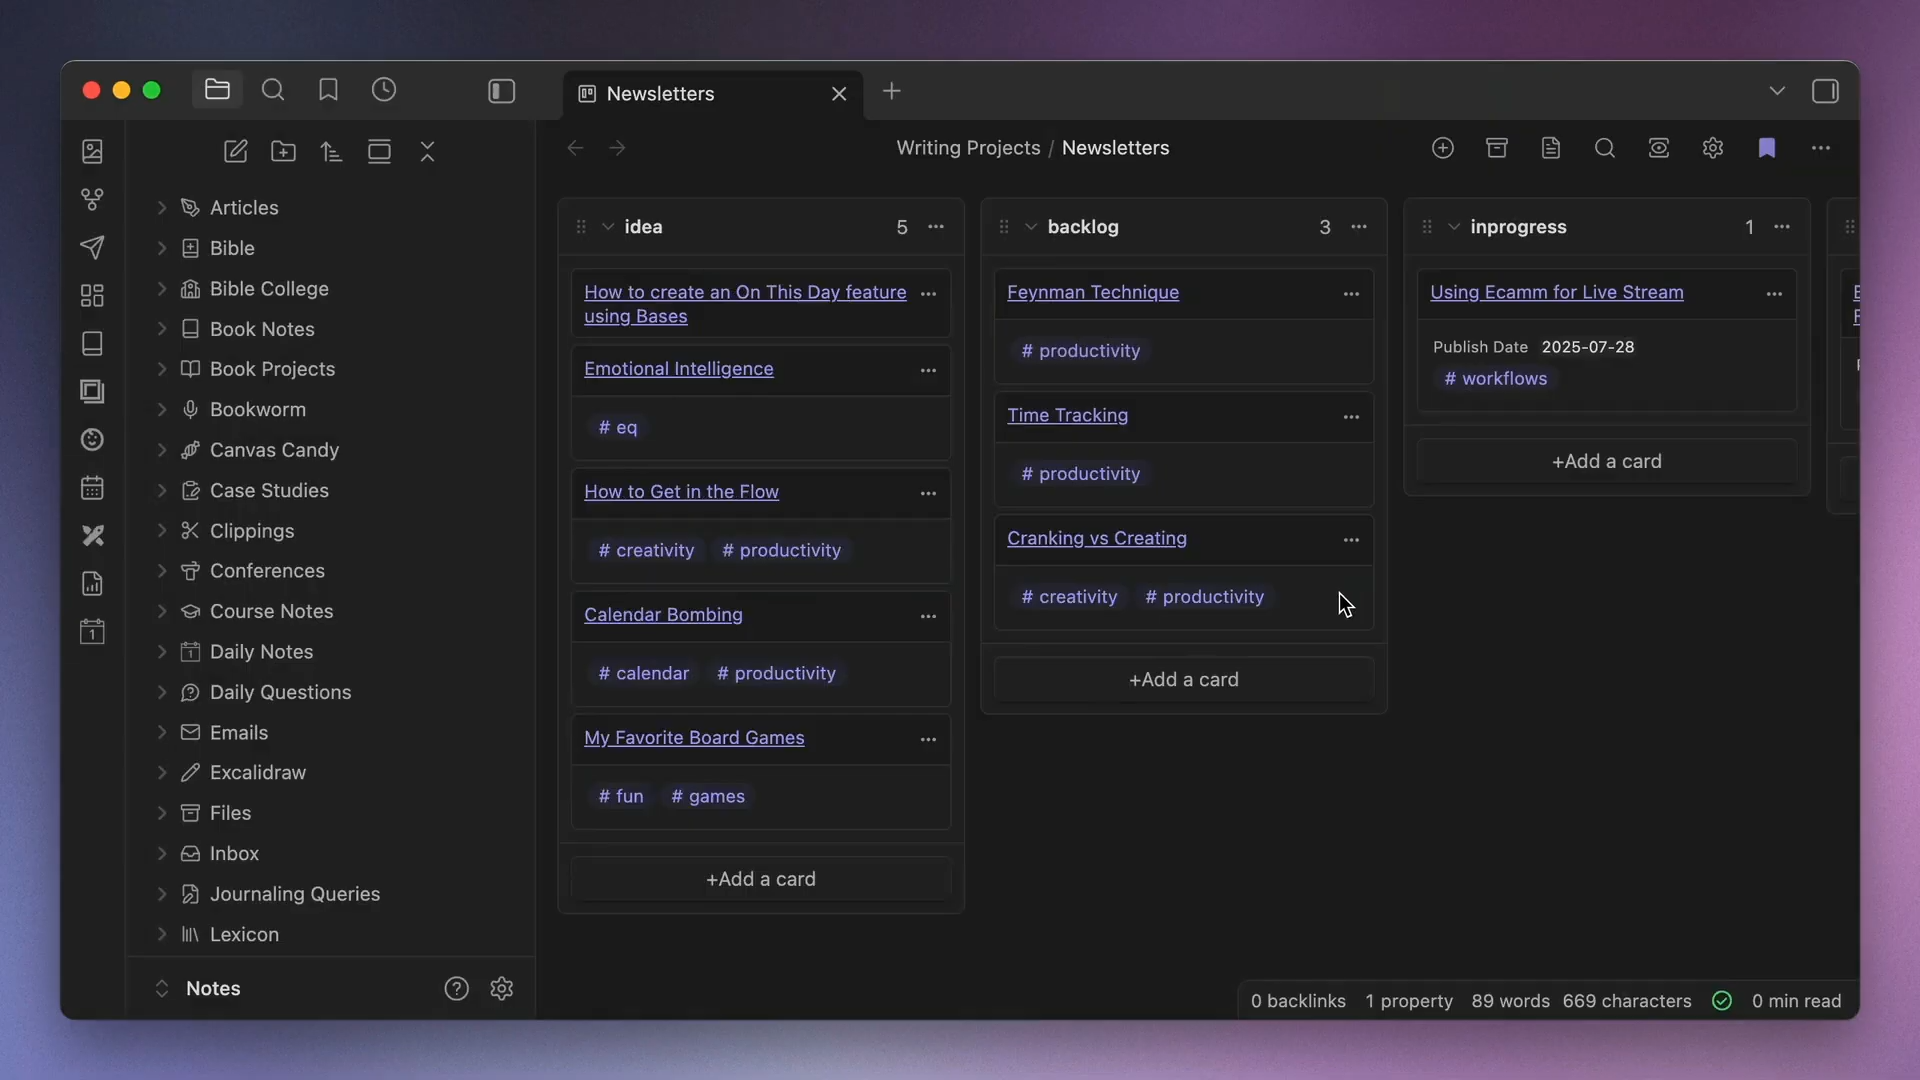 Newsletters
Writing Projects / Newsletters
Articles
Bible
Bible College
Book Notes
Book Projects
Bookworm
Canvas Candy
Case Studies
Clippings
Conferences
Course Notes
Daily Notes
Daily Questions
Emails
Excalidraw
Files
Inbox
Journaling Queries
Lexicon
Notes
idea 5
How to create an On This Day feature
using Bases
Emotional Intelligence
# eq
How to Get in the Flow
# creativity # productivity
Calendar Bombing
# calendar # productivity
My Favorite Board Games
# fun # games
+Add a card
backlog 3
Feynman Technique
# productivity
Time Tracking
# productivity
Cranking vs Creating
# creativity # productivity
+Add a card
inprogress 1
Using Ecamm for Live Stream
Publish Date 2025-07-28
# workflows
+Add a card
0 backlinks 1 property 89 words 669 characters 0 min read